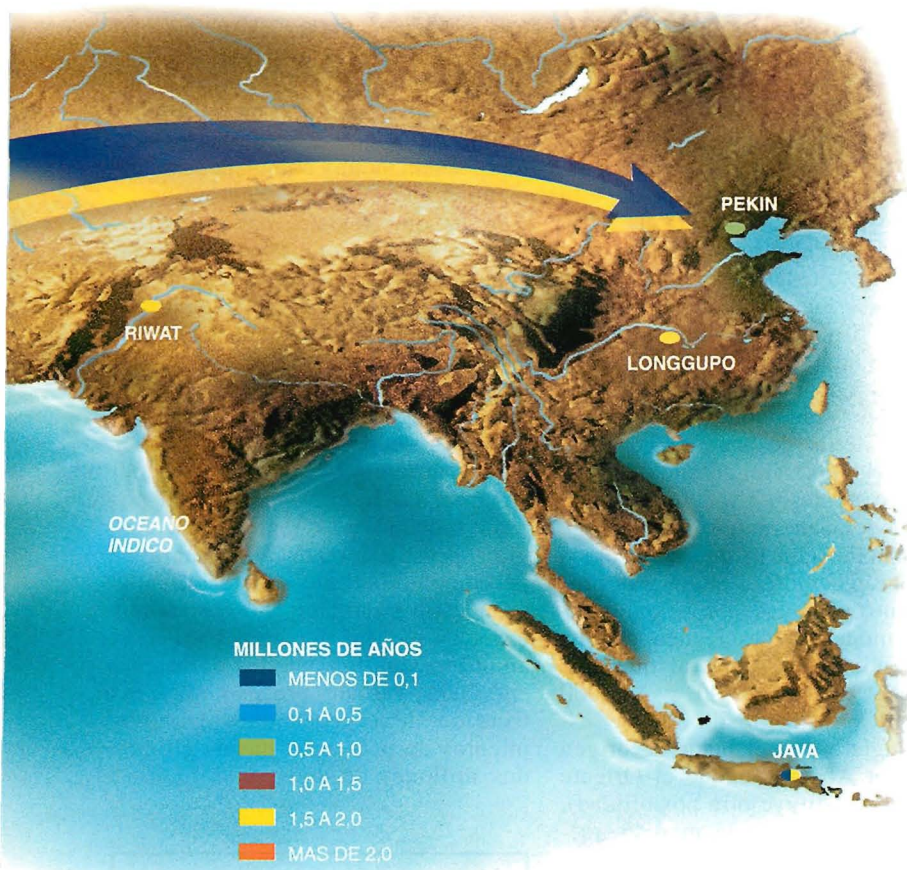 PEKIN
RIWAT
LONGGUPO
OCEANO
INDICO
MILLONES DE AÑOS
MENOS DE 0,1
0,1 A 0,5
0,5 A 1,0
1,0 A 1,5
1,5 A 2,0
MAS DE 2,0
JAVA